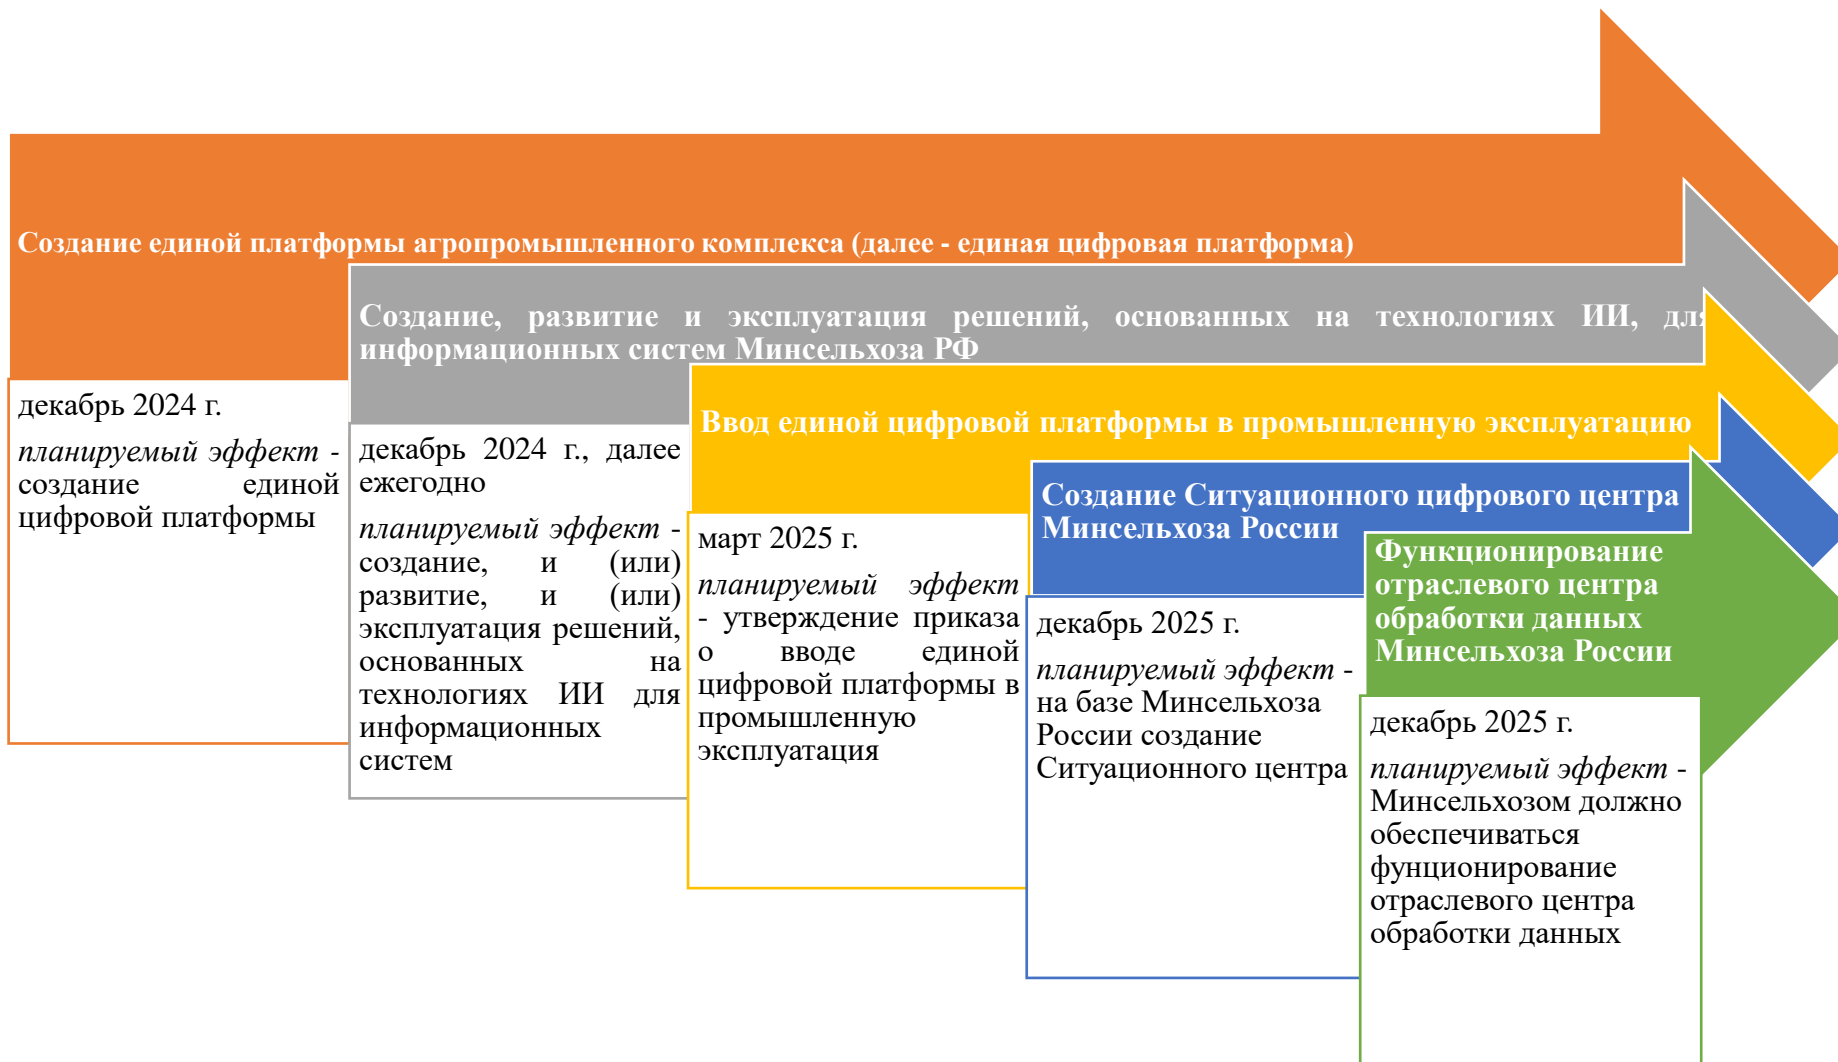 Создание единой платформы агропромышленного комплекса (далее - единая цифровая платформа)
декабрь 2024 г.
планируемый эффект -
создание единой
цифровой платформы
Создание, развитие и эксплуатация решений, основанных на технологиях ИИ, для
информационных систем Минсельхоза РФ
декабрь 2024 г., далее
ежегодно
планируемый эффект -
создание, и (или)
развитие, и (или)
эксплуатация решений,
основанных на
технологиях ИИ для
информационных
систем
Ввод единой цифровой платформы в промышленную эксплуатацию
март 2025 г.
планируемый эффект
- утверждение приказа
о вводе единой
цифровой платформы в
промышленную
эксплуатация
Создание Ситуационного цифрового центра
Минсельхоза России
декабрь 2025 г.
планируемый эффект -
на базе Минсельхоза
России создание
Ситуационного центра
Функционирование
отраслевого центра
обработки данных
Минсельхоза России
декабрь 2025 г.
планируемый эффект -
Минсельхозом должно
обеспечиваться
фунционирование
отраслевого центра
обработки данных